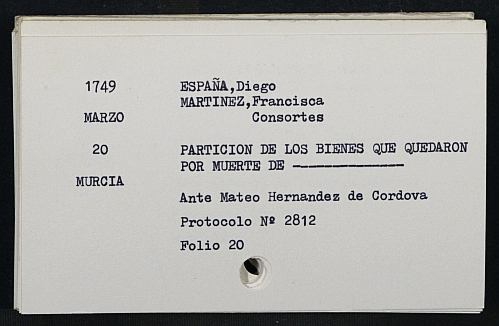 1749 ESPAÑA,Diego
MARTINEZ,Francisca
MARZO Consortes
20 PARTICION DE LOS BIENES QUE QUEDARON
POR MUERTE DE --------------
MURCIA
Ante Mateo Hernandez de Cordova
Protocolo Nº 2812
Folio 20